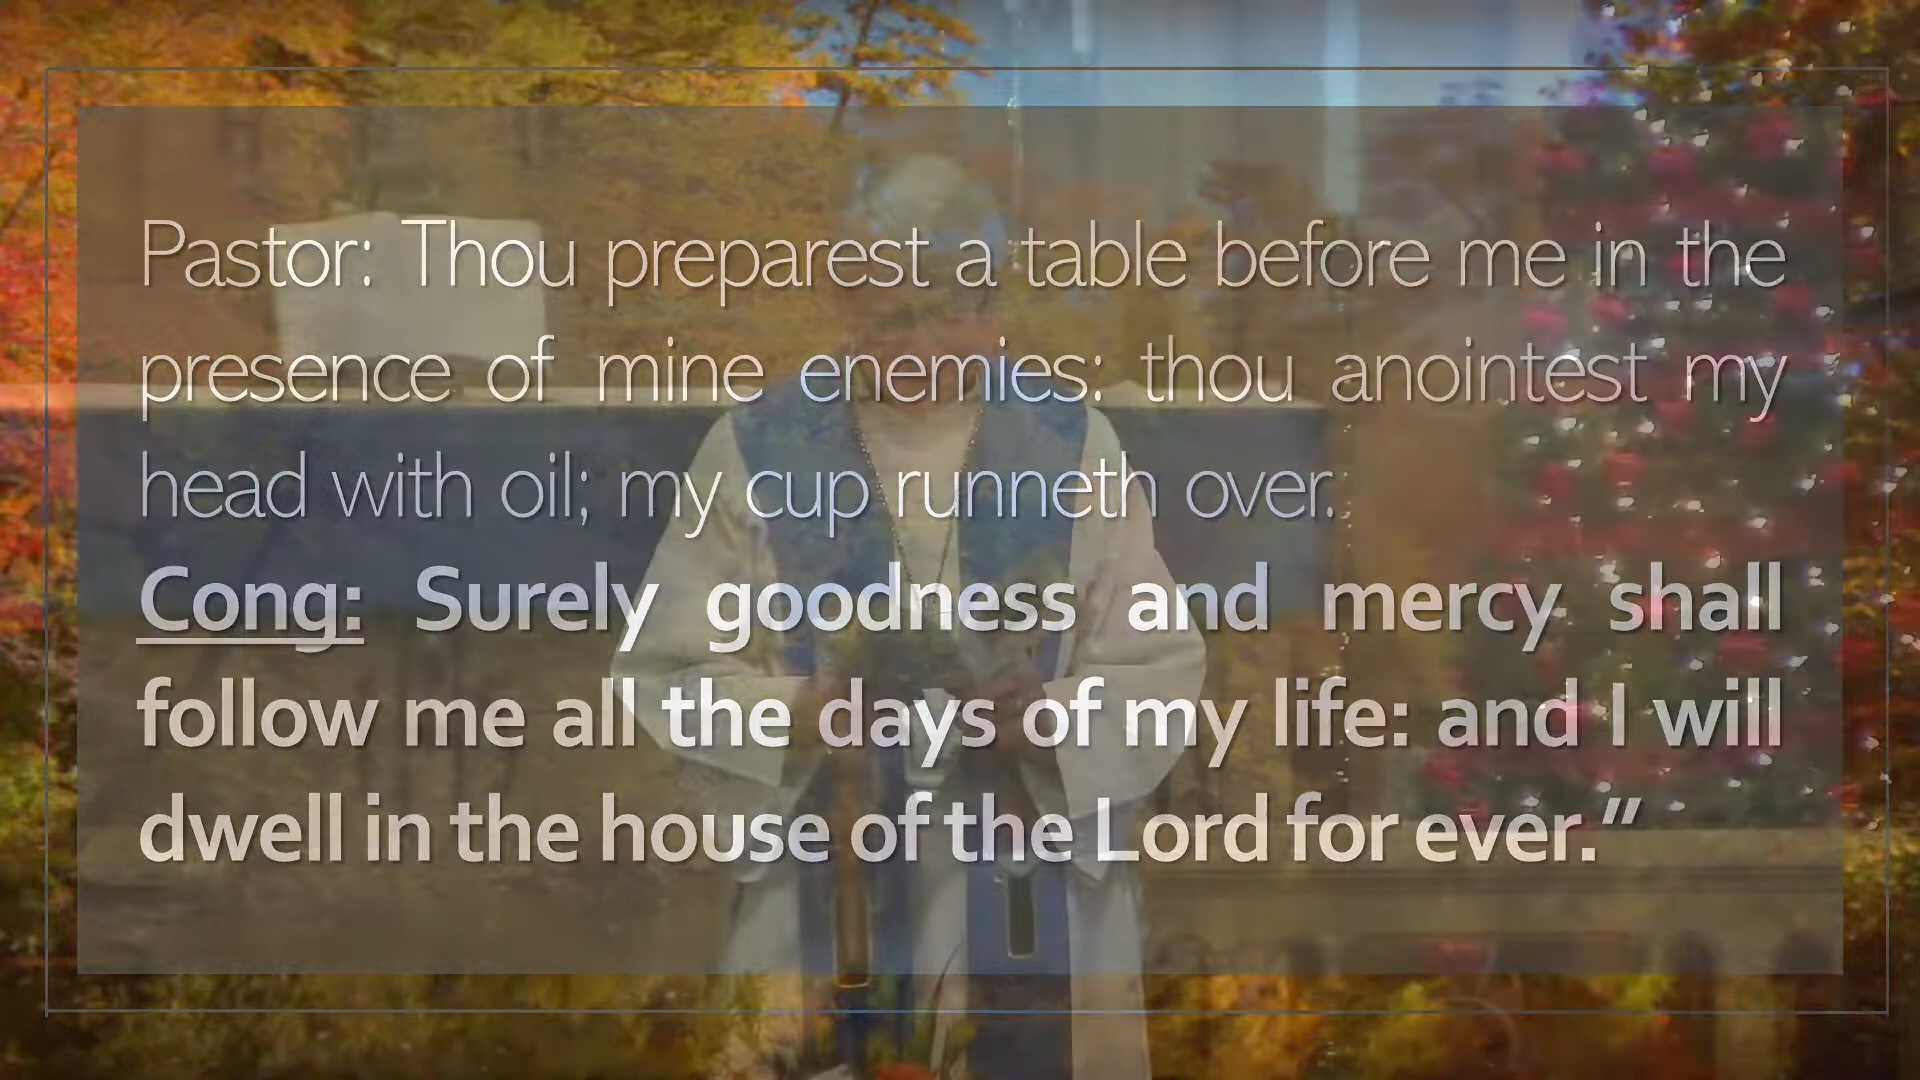 Pastor: Thou preparest a table before me in the
presence of mine enemies: thou anointest my
head with oil; my cup runneth over.
Cong: Surely goodness and mercy shall
follow me all the days of my life: and I will
dwell in the house of the Lord for ever.”